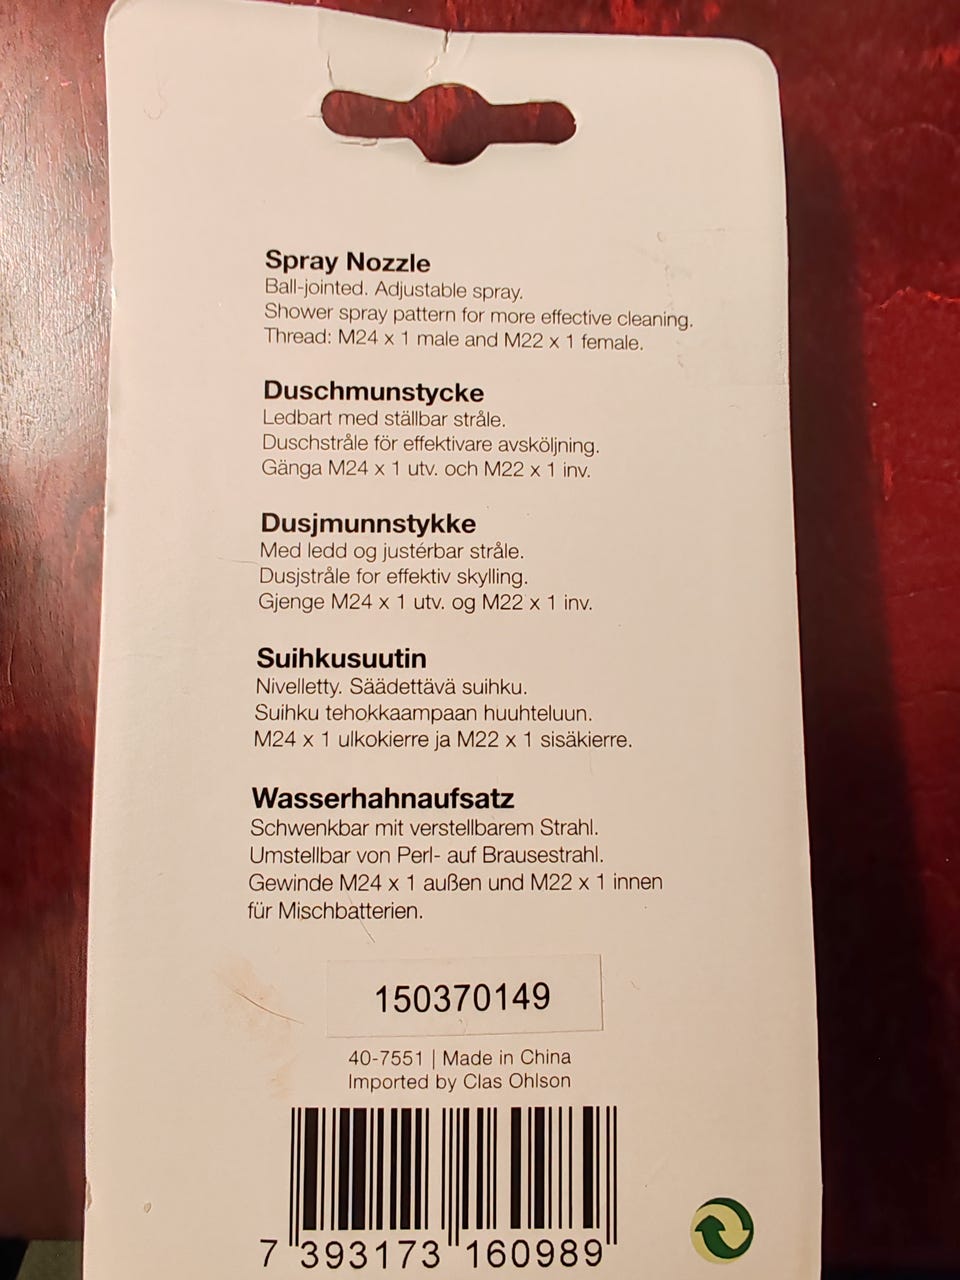 Spray Nozzle
Ball-jointed. Adjustable spray.
Shower spray pattern for more effective cleaning.
Thread: M24 x 1 male and M22 x 1 female.
Duschmunstycke
Ledbart med ställbar stråle.
Duschstråle för effektivare avsköljning.
Gänga M24 x 1 utv. och M22 x 1 inv.
Dusjmunnstykke
Med ledd og justérbar stråle.
Dusjstråle for effektiv skylling.
Gjenge M24 x 1 utv. og M22 x 1 inv.
Suihkusuutin
Nivelletty. Säädettävä suihku.
Suihku tehokkaampaan huuhteluun.
M24 x 1 ulkokierre ja M22 x 1 sisäkierre.
Wasserhahnaufsatz
Schwenkbar mit verstellbarem Strahl.
Umstellbar von Perl- auf Brausestrahl.
Gewinde M24 x 1 außen und M22 x 1 innen
für Mischbatterien.
150370149
40-7551 | Made in China
Imported by Clas Ohlson
7 393173 160989